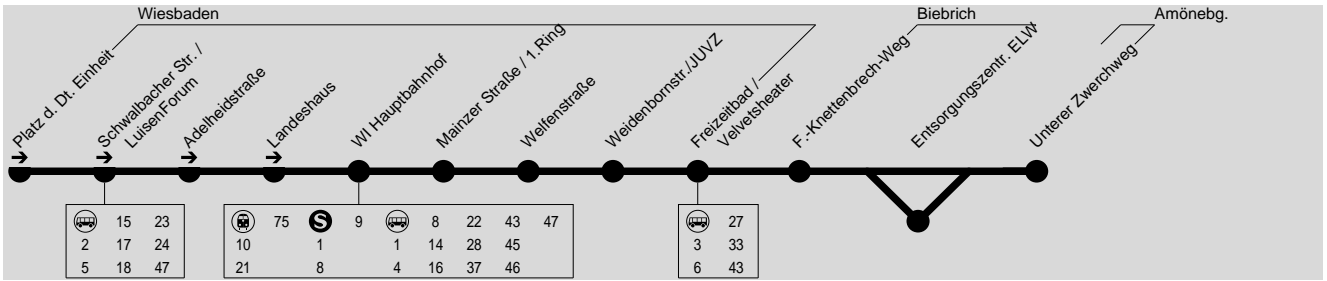 Wiesbaden
Biebrich
Amönebg.
Platz d. Dt. Einheit
Schwalbacher Str. /
LuisenForum
Adelheidstraße
Landeshaus
WI Hauptbahnhof
Mainzer Straße / 1.Ring
Welfenstraße
Weidenbornstr./JUVZ
Freizeitbad /
Velvetsheater
F.-Knettenbrech-Weg
Entsorgungszentr. ELW
Unterer Zwerchweg
15 23
2 17 24
5 18 47
75 S 9 8 22 43 47
10 1 1 14 28 45
21 8 4 16 37 46
27
3 33
6 43